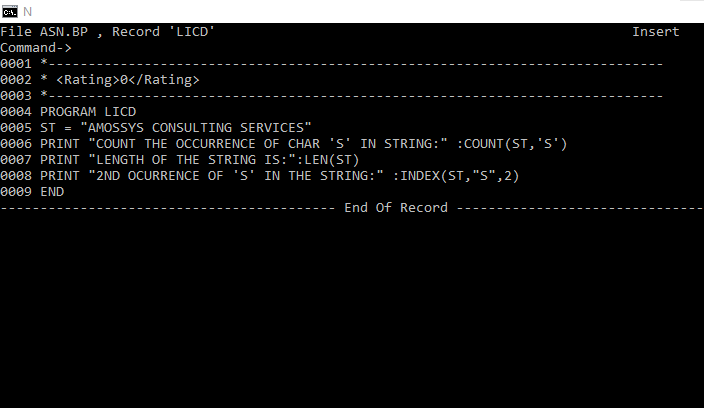 C:\. N
File ASN.BP , Record 'LICD' Insert
Command->
0001 *-----------------------------------------------------------------------------
0002 * <Rating>0</Rating>
0003 *-----------------------------------------------------------------------------
0004 PROGRAM LICD
0005 ST = "AMOSSYS CONSULTING SERVICES"
0006 PRINT "COUNT THE OCCURRENCE OF CHAR 'S' IN STRING:" :COUNT(ST,'S')
0007 PRINT "LENGTH OF THE STRING IS:":LEN(ST)
0008 PRINT "2ND OCURRENCE OF 'S' IN THE STRING:" :INDEX(ST,"S",2)
0009 END
------------------------------------------ End Of Record -------------------------------